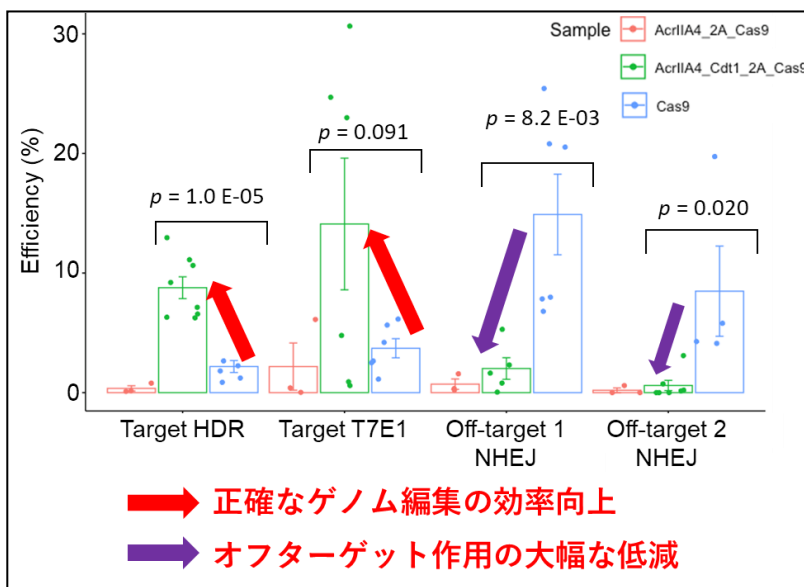 30
20
10
0
Efficiency (%)
Sample
AcrIIA4_2A_Cas9
AcrIIA4_Cdt1_2A_Cas9
Cas9
p = 1.0 E-05
p = 0.091
p = 8.2 E-03
p = 0.020
Target HDR
Target T7E1
Off-target 1
NHEJ
Off-target 2
NHEJ
正確なゲノム編集の効率向上
オフターゲット作用の大幅な低減